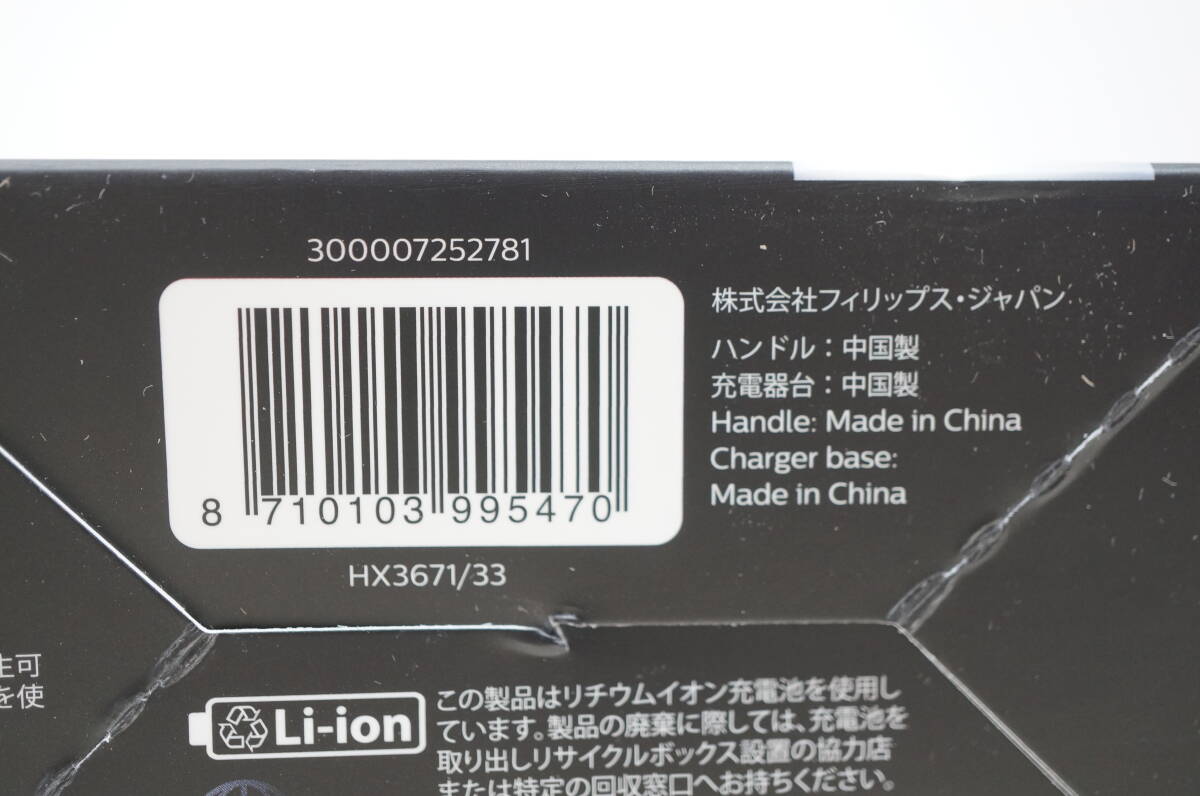 300007252781
8 710103 995470
HX3671/33
株式会社フィリップス・ジャパン
ハンドル：中国製
充電器台：中国製
Handle: Made in China
Charger base:
Made in China
生可
を使
Li-ion
この製品はリチウムイオン充電池を使用し
ています。製品の廃棄に際しては、充電池を
取り出しリサイクルボックス設置の協力店
または特定の回収窓口へお持ちください。